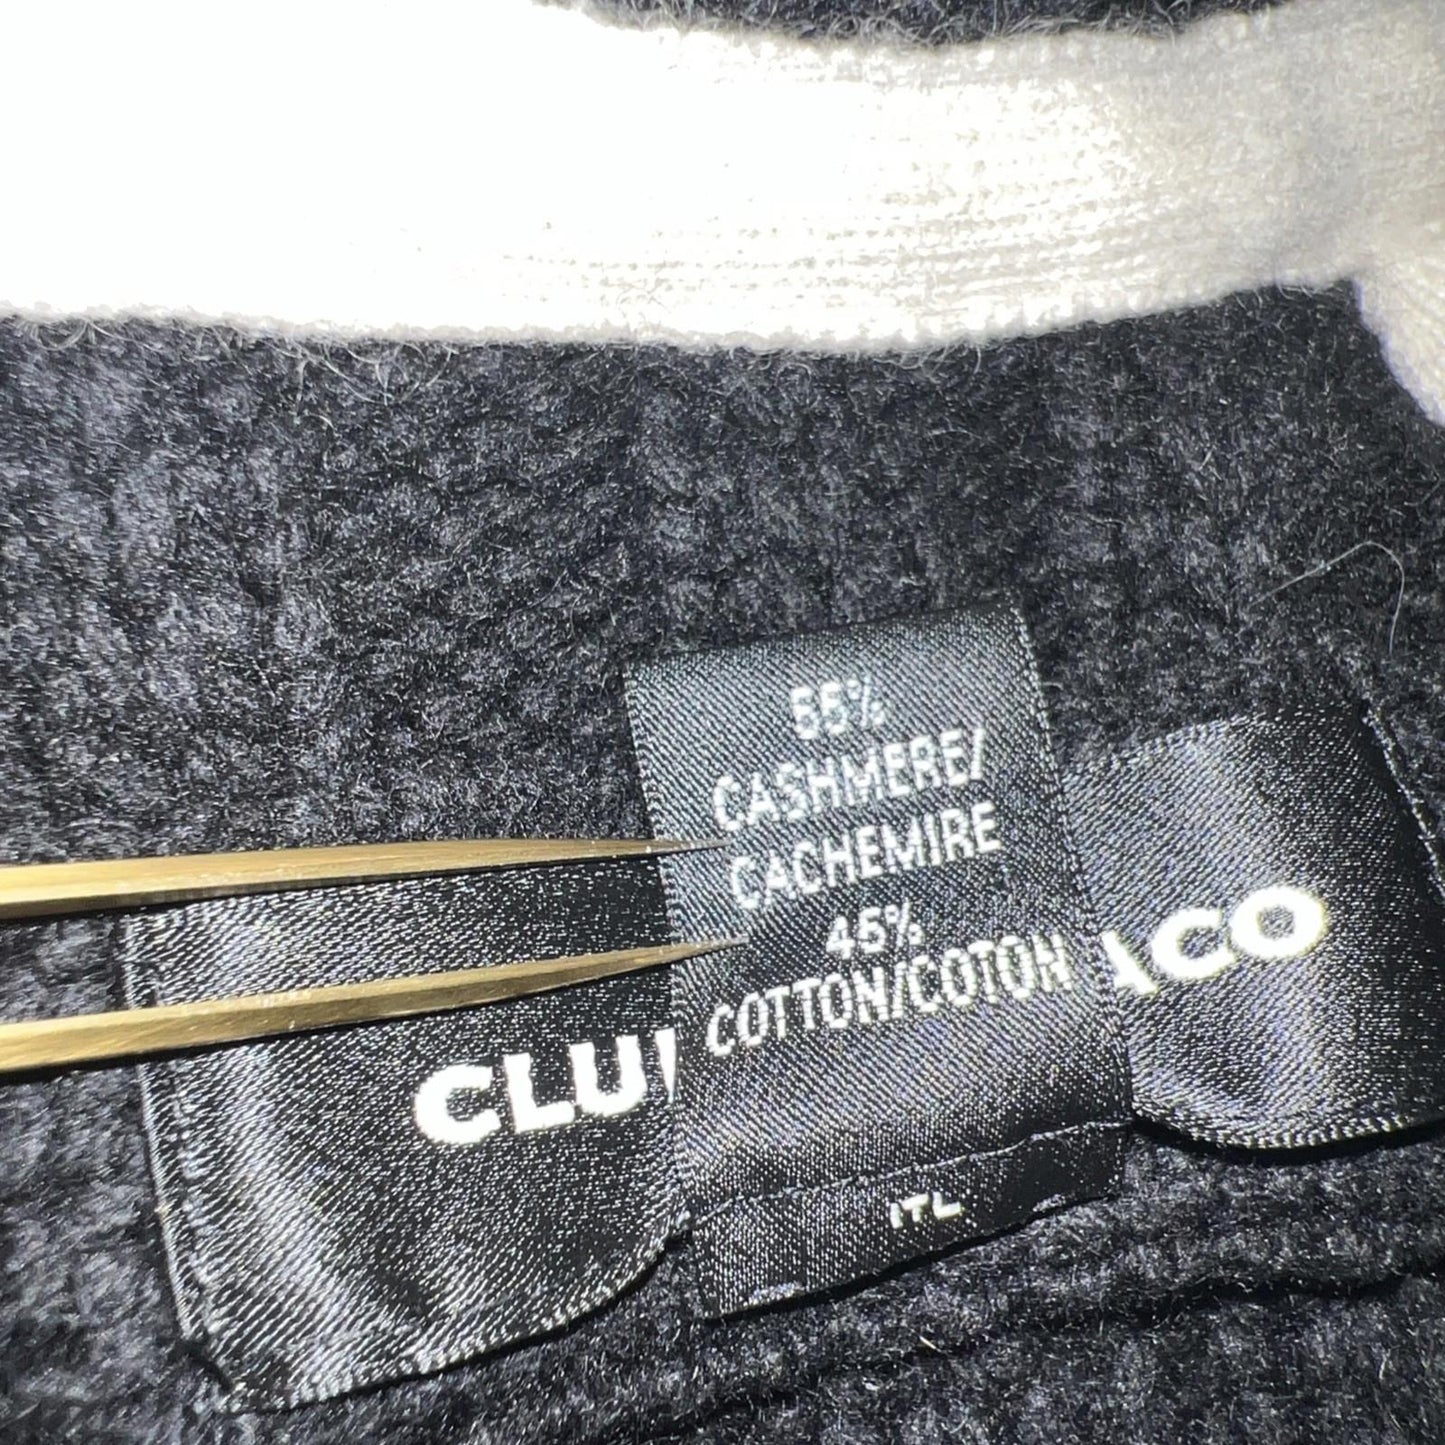 55%
CASHMERE/
CACHEMIRE
45%
COTTON/COTON
CLU
ACO
ITL